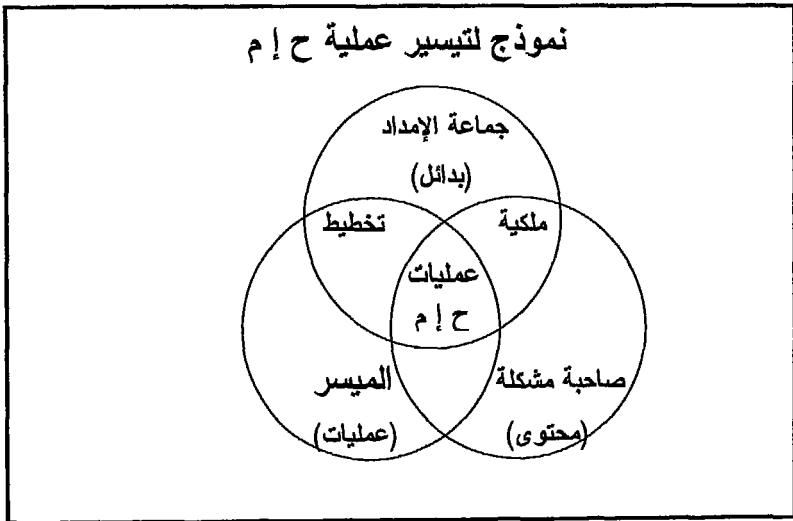 نموذج لتيسير عملية ح إ م
جماعة الإمداد
(بدائل)
ملكية
تخطيط
عمليات
ح إ م
صاحبة مشكلة
(محتوى)
الميسر
(عمليات)